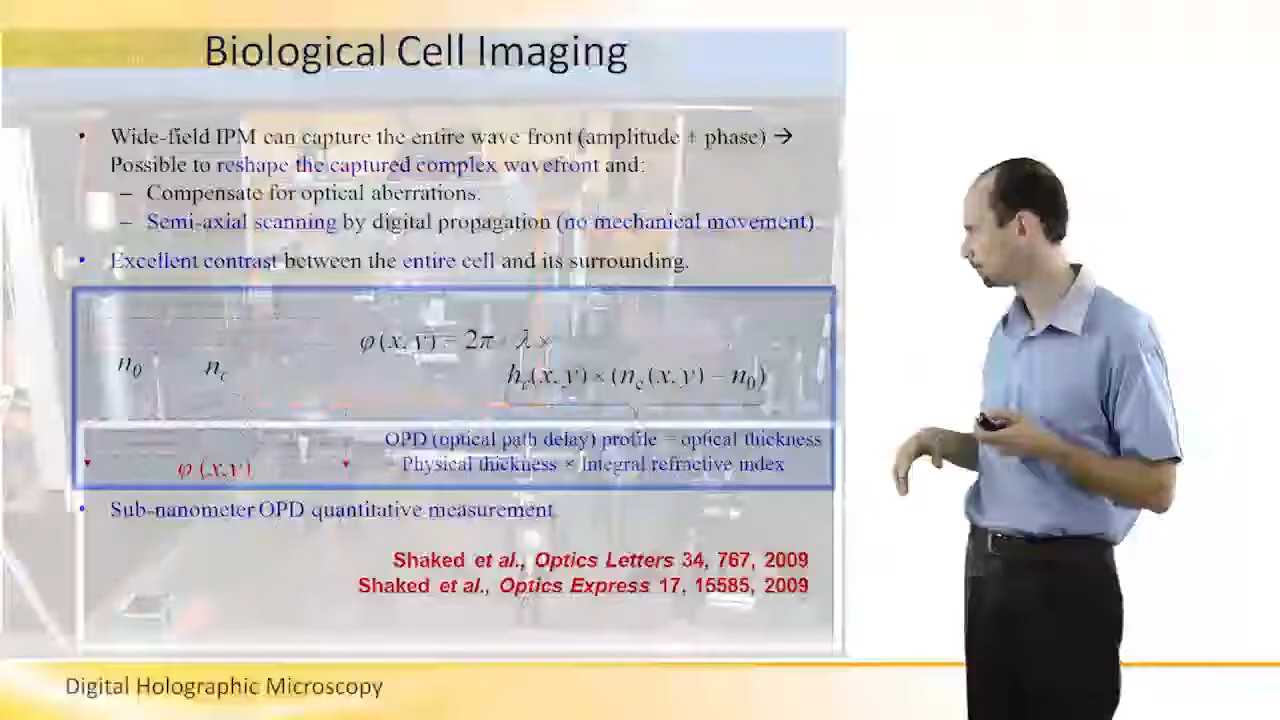 Biological Cell Imaging
• Wide-field IPM can capture the entire wave front (amplitude + phase) →
Possible to reshape the captured complex wavefront and:
– Compensate for optical aberrations.
– Semi-axial scanning by digital propagation (no mechanical movement)
• Excellent contrast between the entire cell and its surrounding.
φ(x,y) = 2π λ ×
n₀ n_c
h_c(x,y) × (n_c(x,y) − n₀)
OPD (optical path delay) profile = optical thickness
φ(x,y)
Physical thickness × Integral refractive index
• Sub-nanometer OPD quantitative measurement
Shaked et al., Optics Letters 34, 767, 2009
Shaked et al., Optics Express 17, 15585, 2009
Digital Holographic Microscopy